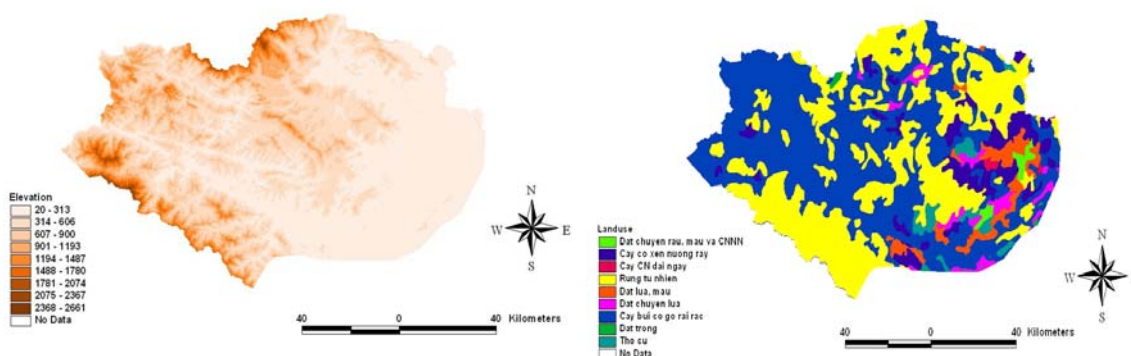 Elevation
20 - 313
314 - 606
607 - 900
901 - 1193
1194 - 1487
1488 - 1780
1781 - 2074
2075 - 2367
2368 - 2661
No Data
N
W E
S
40 0 40 Kilometers
Landuse
Dat chuyen rau, mau va CNNN
Cay co xen nuong ray
Cay CN dai ngay
Rung tu nhien
Dat lua, mau
Dat chuyen lua
Cay bui co go rai rac
Dat trong
Tho cu
No Data
N
W
S
40 0 40 Kilometers